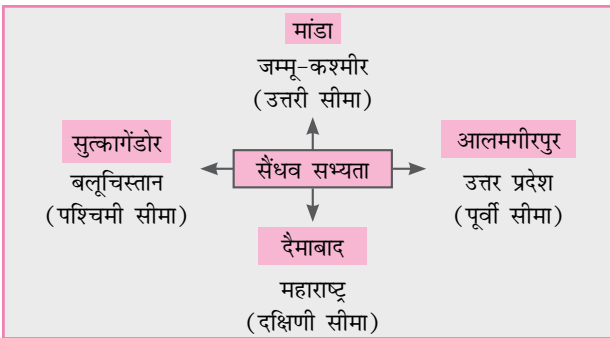 मांडा
जम्मू-कश्मीर
(उत्तरी सीमा)
सुत्कागेंडोर
बलूचिस्तान
(पश्चिमी सीमा)
सैंधव सभ्यता
आलमगीरपुर
उत्तर प्रदेश
(पूर्वी सीमा)
दैमाबाद
महाराष्ट्र
(दक्षिणी सीमा)